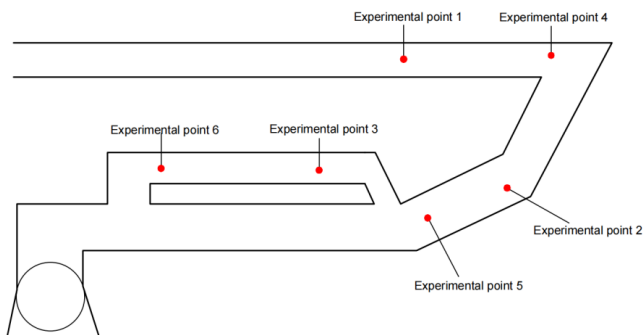 Experimental point 1
Experimental point 4
Experimental point 6
Experimental point 3
Experimental point 2
Experimental point 5